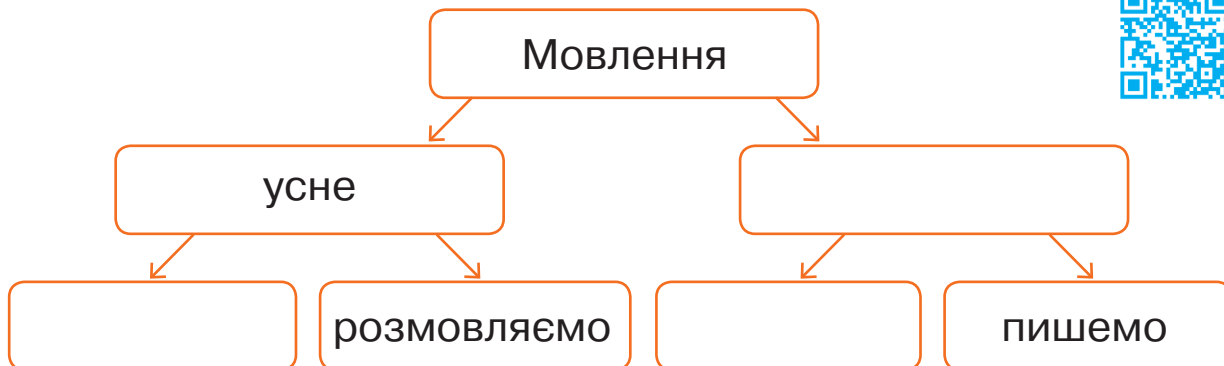 Мовлення
усне
розмовляємо
пишемо